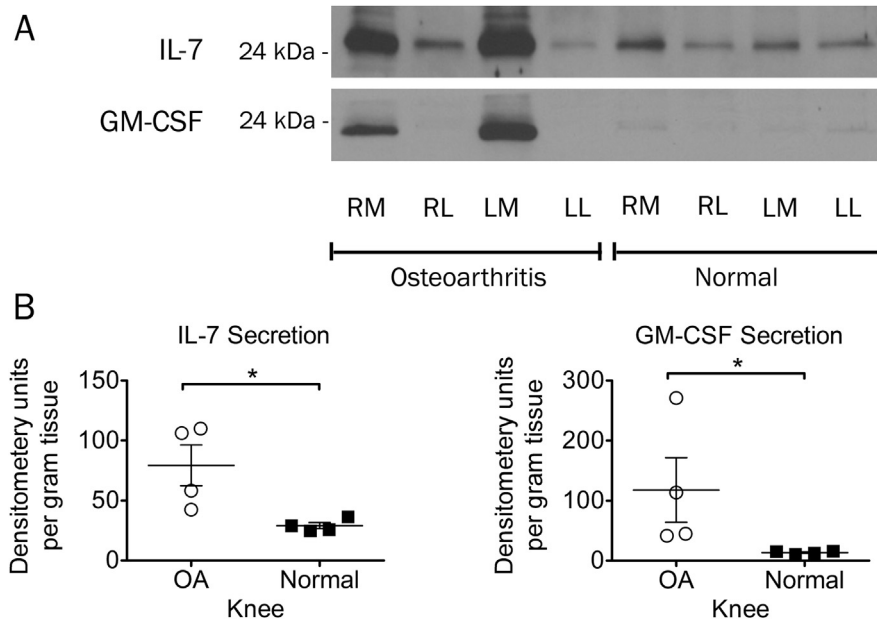 A
IL-7 24 kDa -
GM-CSF 24 kDa -
RM RL LM LL RM RL LM LL
Osteoarthritis Normal
B
IL-7 Secretion
Densitometery units
per gram tissue
150
100
50
0
*
OA Normal
Knee
GM-CSF Secretion
Densitometery units
per gram tissue
300
200
100
0
*
OA Normal
Knee